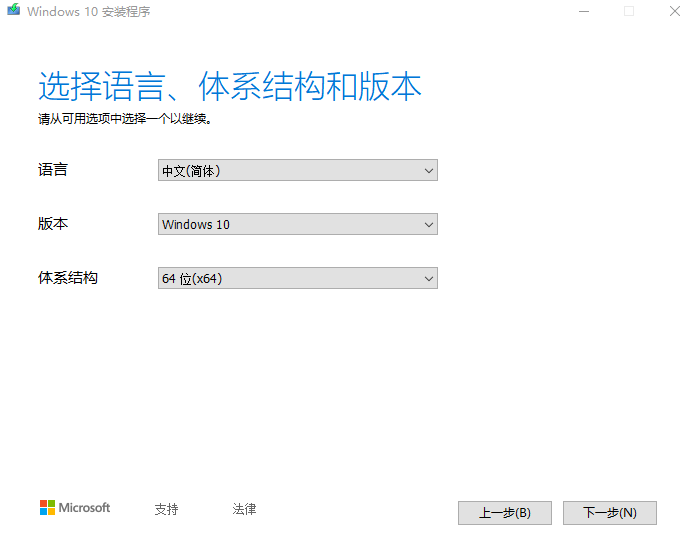 Windows 10 安装程序
选择语言、体系结构和版本
请从可用选项中选择一个以继续。
语言 中文(简体)
版本 Windows 10
体系结构 64 位(x64)
Microsoft 支持 法律 上一步(B) 下一步(N)